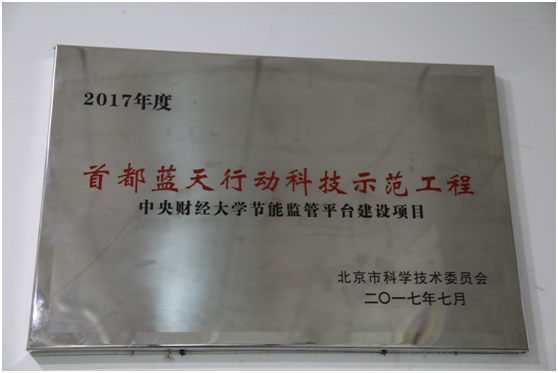 2017年度
首都蓝天行动科技示范工程
中央财经大学节能监管平台建设项目
北京市科学技术委员会
二〇一七年七月